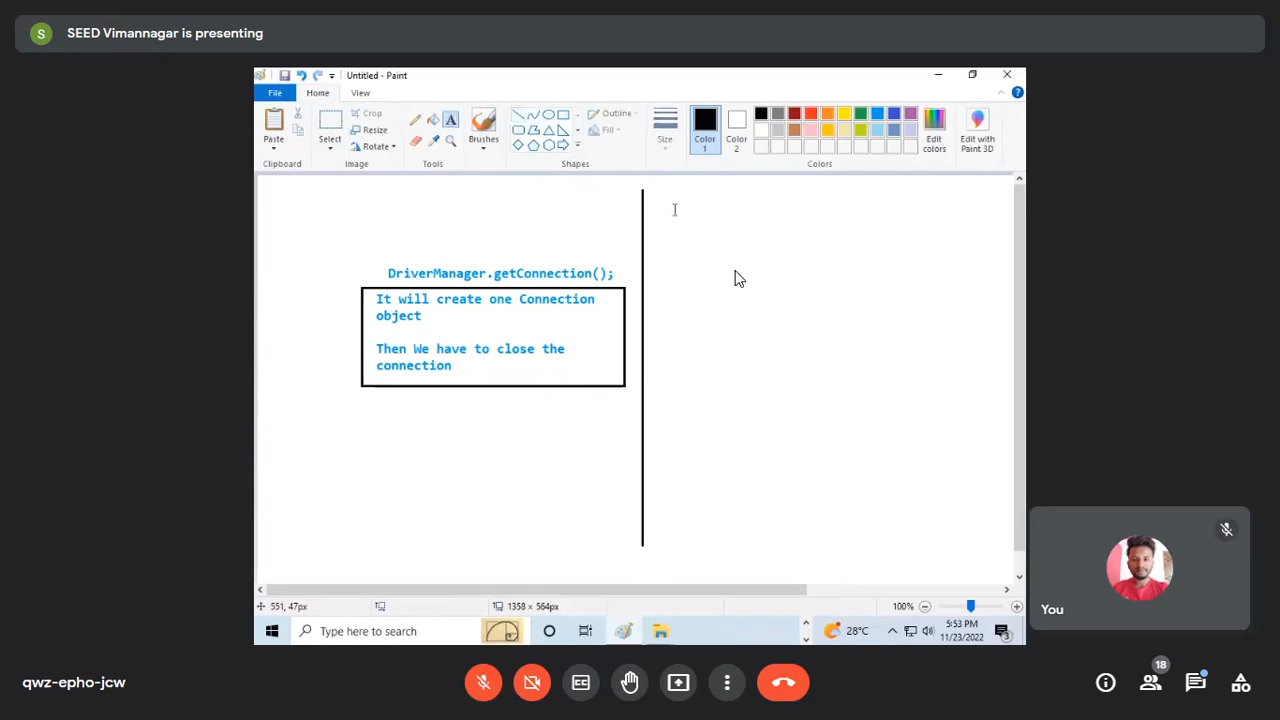 S
SEED Vimannagar is presenting
Untitled - Paint
File
Home
View
Paste
Clipboard
Select
Crop
Resize
Rotate
Image
A
Tools
Brushes
Outline
Fill
Shapes
Size
Color
1
Color
2
Edit
colors
Edit with
Paint 3D
Colors
DriverManager.getConnection();
It will create one Connection
object
Then We have to close the
connection
551, 47px
1358 × 564px
100%
Type here to search
28°C
5:53 PM
11/23/2022
3
You
qwz-epho-jcw
CC
18